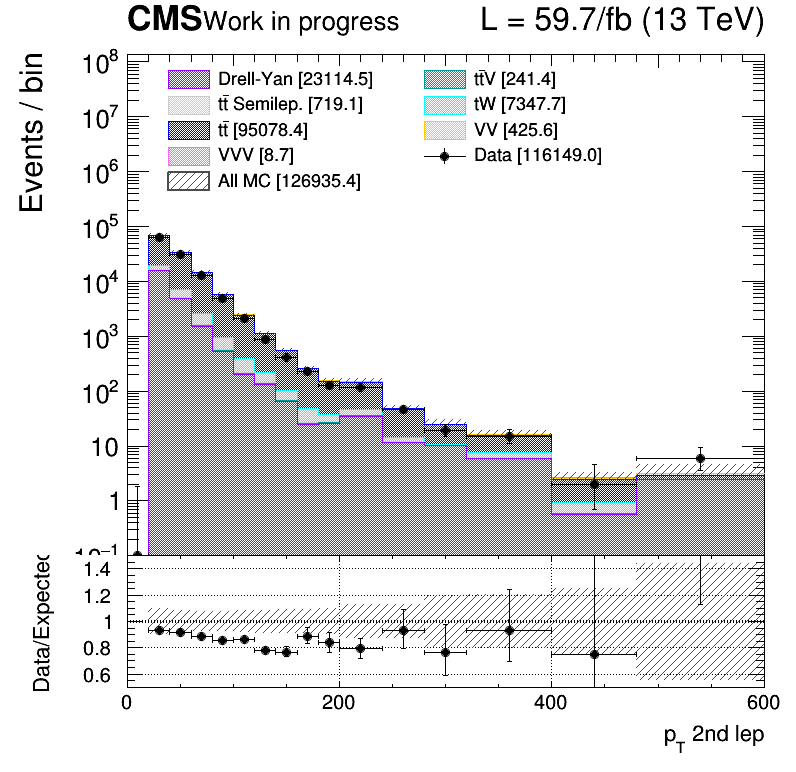 CMS Work in progress L = 59.7/fb (13 TeV)
Events / bin
Drell-Yan [23114.5]
tt̄ Semilep. [719.1]
tt̄ [95078.4]
VVV [8.7]
All MC [126935.4]
tt̄V [241.4]
tW [7347.7]
VV [425.6]
Data [116149.0]
10⁸
10⁷
10⁶
10⁵
10⁴
10³
10²
10
1
10⁻¹
Data/Expected
1.4
1.2
1
0.8
0.6
0 200 400 600
p_T 2nd lep